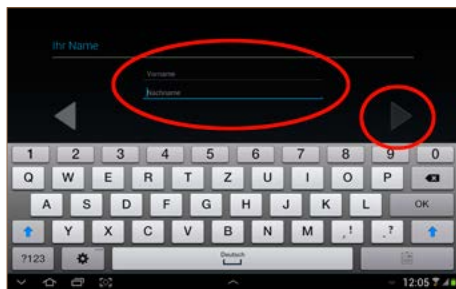 Ihr Name
Vorname
Nachname
1 2 3 4 5 6 7 8 9 0
Q W E R T Z U I O P
A S D F G H J K L OK
Y X C V B N M , ! . ?
?123 Deutsch
12:05